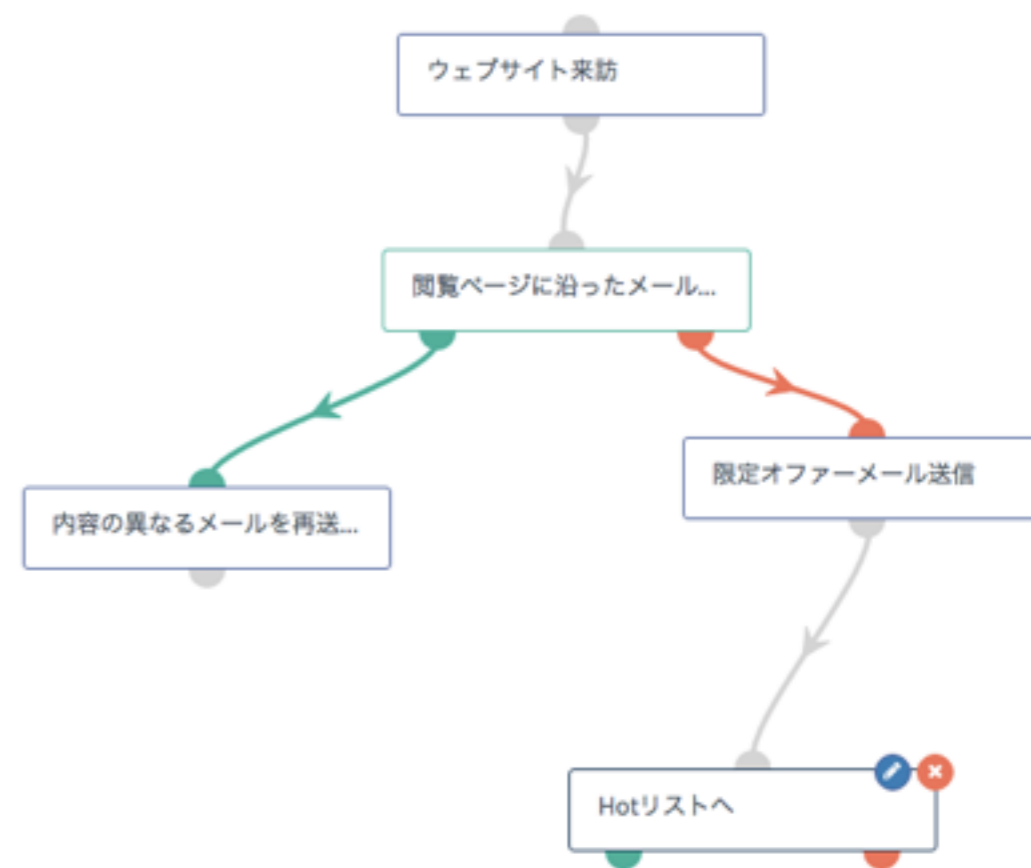 ウェブサイト来訪
閲覧ページに沿ったメール...
限定オファーメール送信
内容の異なるメールを再送...
Hotリストへ